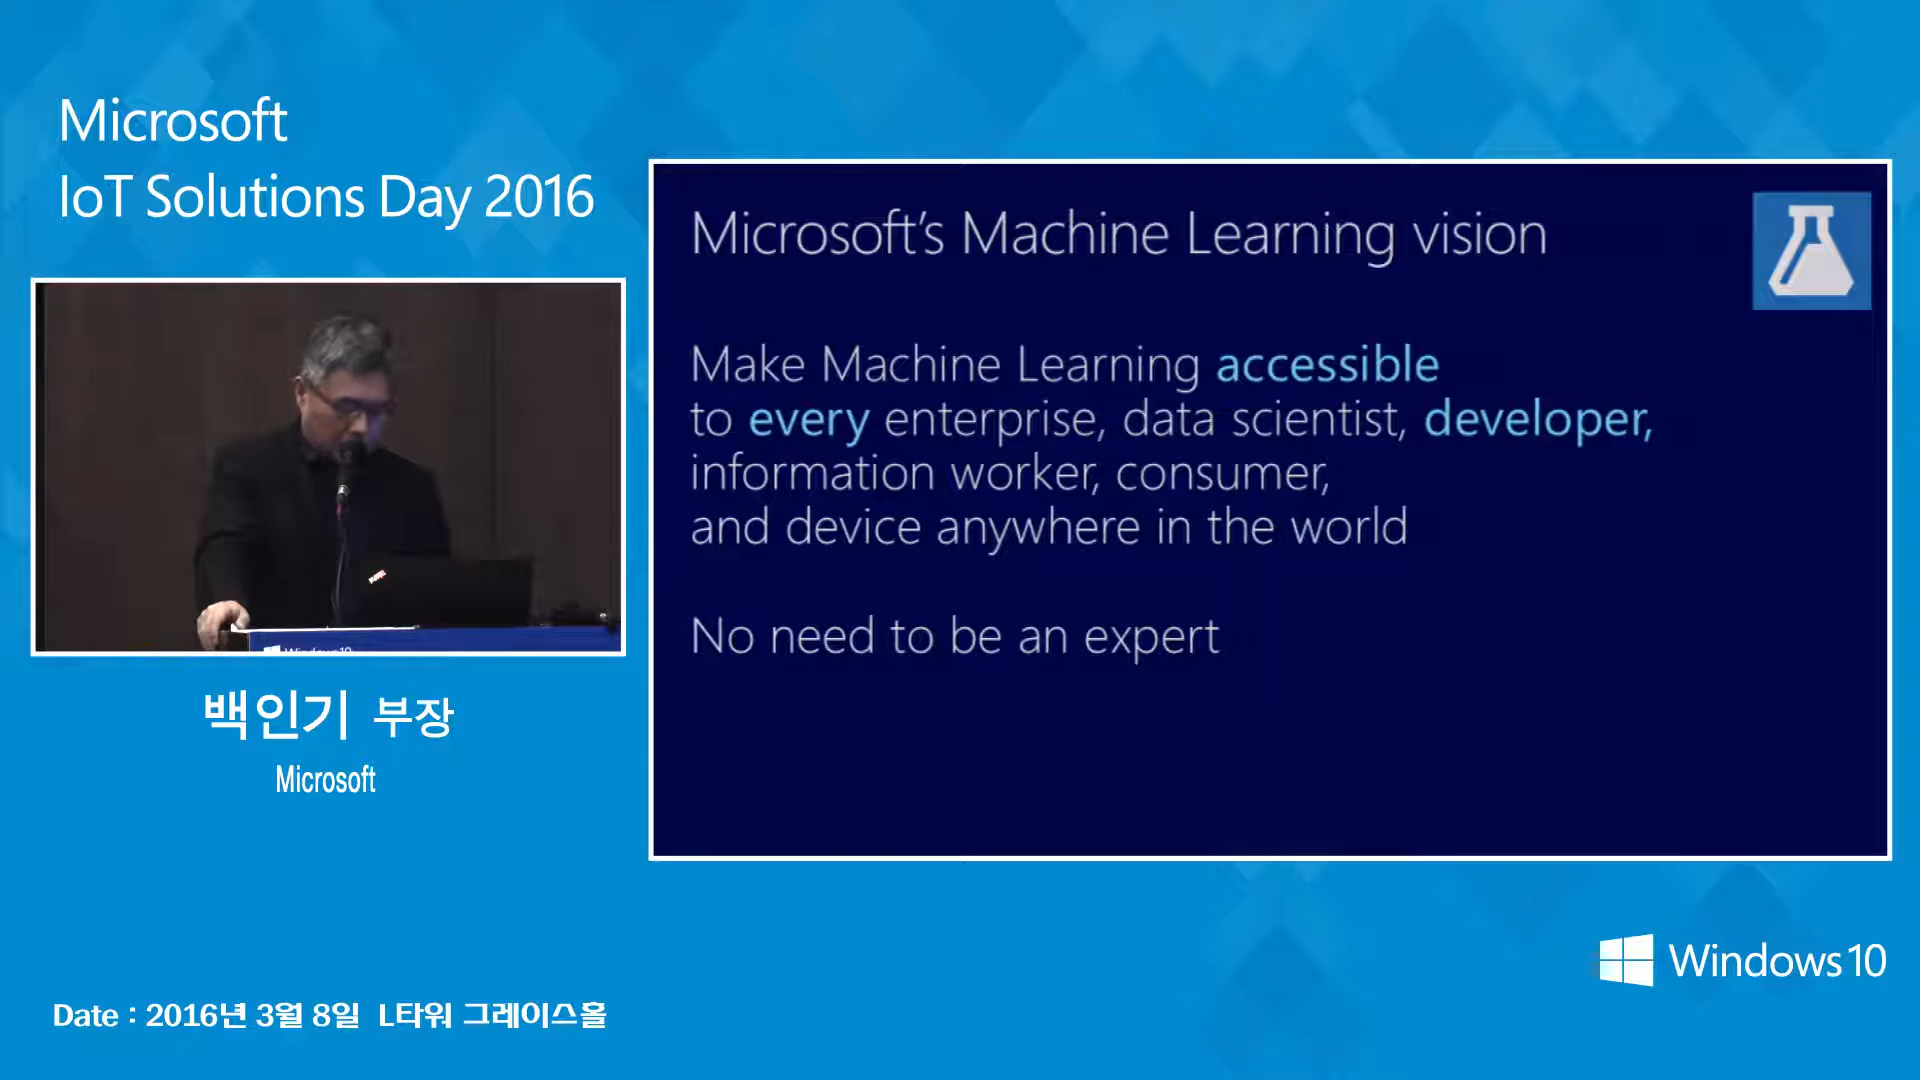 Microsoft
IoT Solutions Day 2016
Microsoft's Machine Learning vision
Make Machine Learning accessible
to every enterprise, data scientist, developer,
information worker, consumer,
and device anywhere in the world
No need to be an expert
Windows10
백인기 부장
Microsoft
Windows10
Date : 2016년 3월 8일 L타워 그레이스홀